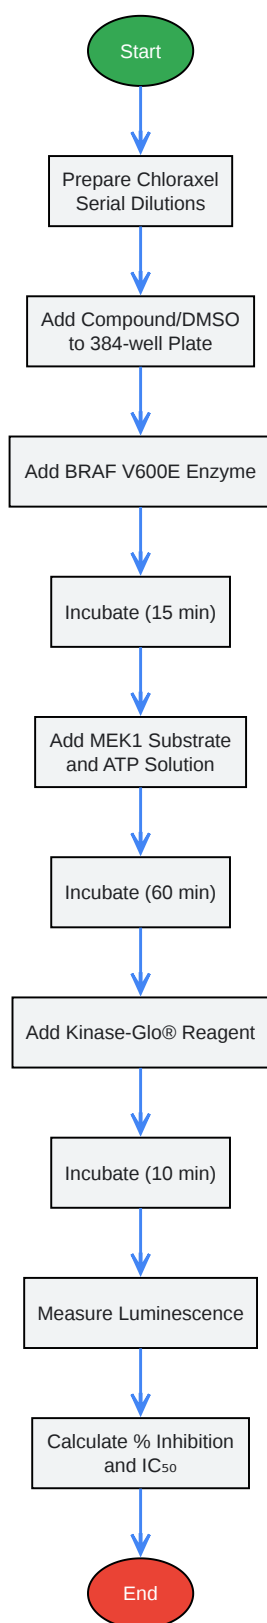 Start
Prepare Chloraxel
Serial Dilutions
Add Compound/DMSO
to 384-well Plate
Add BRAF V600E Enzyme
Incubate (15 min)
Add MEK1 Substrate
and ATP Solution
Incubate (60 min)
Add Kinase-Glo® Reagent
Incubate (10 min)
Measure Luminescence
Calculate % Inhibition
and IC₅₀
End